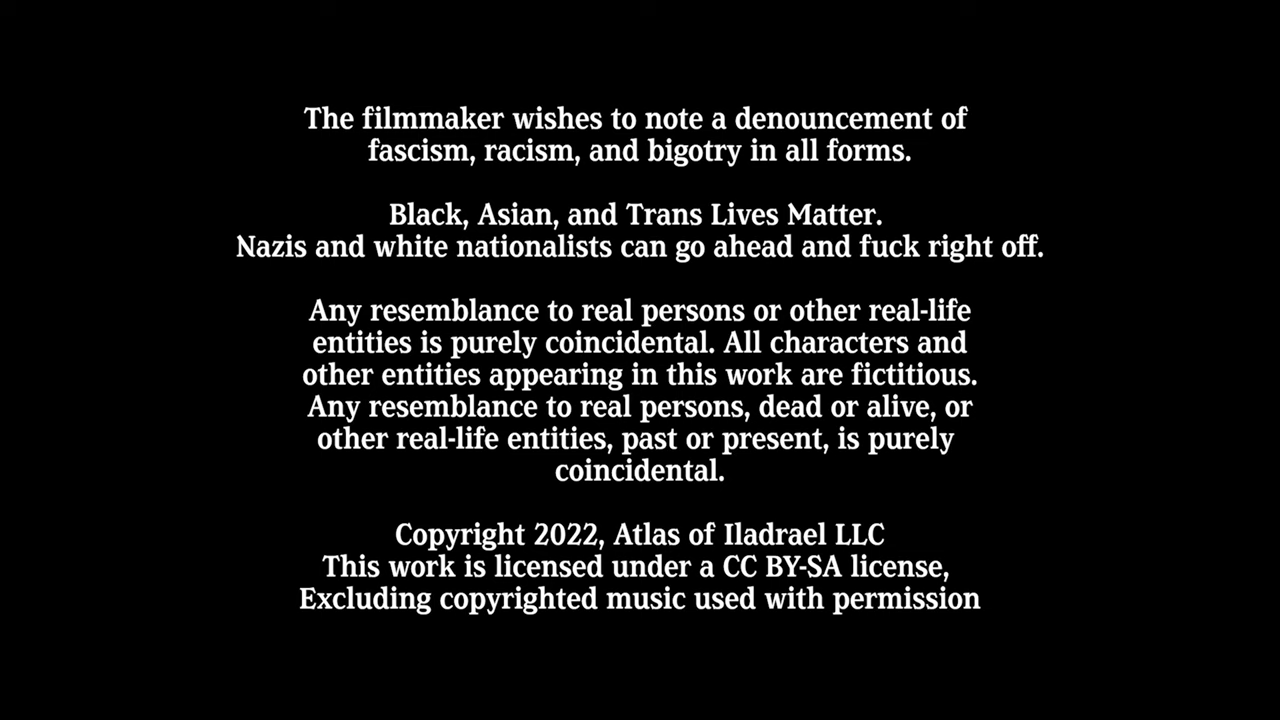 The filmmaker wishes to note a denouncement of
fascism, racism, and bigotry in all forms.
Black, Asian, and Trans Lives Matter.
Nazis and white nationalists can go ahead and fuck right off.
Any resemblance to real persons or other real-life
entities is purely coincidental. All characters and
other entities appearing in this work are fictitious.
Any resemblance to real persons, dead or alive, or
other real-life entities, past or present, is purely
coincidental.
Copyright 2022, Atlas of Iladrael LLC
This work is licensed under a CC BY-SA license,
Excluding copyrighted music used with permission